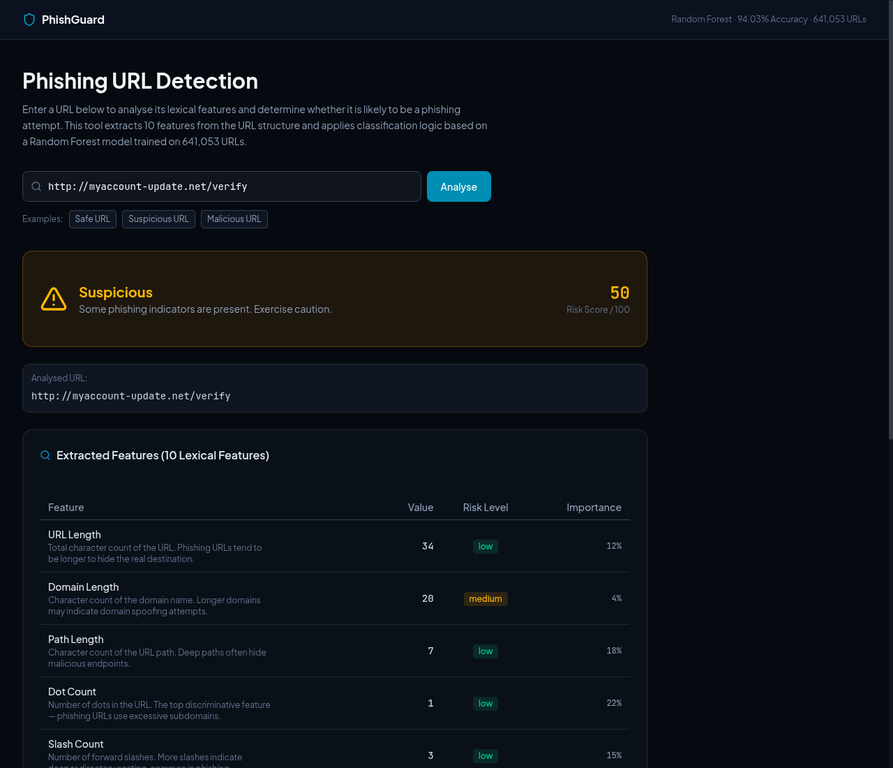 PhishGuard
Random Forest · 94.03% Accuracy · 641,053 URLs
Phishing URL Detection
Enter a URL below to analyse its lexical features and determine whether it is likely to be a phishing
attempt. This tool extracts 10 features from the URL structure and applies classification logic based on
a Random Forest model trained on 641,053 URLs.
http://myaccount-update.net/verify
Analyse
Examples: Safe URL Suspicious URL Malicious URL
Suspicious
Some phishing indicators are present. Exercise caution.
50
Risk Score / 100
Analysed URL:
http://myaccount-update.net/verify
Extracted Features (10 Lexical Features)
Feature Value Risk Level Importance
URL Length
Total character count of the URL. Phishing URLs tend to
be longer to hide the real destination.
34 low 12%
Domain Length
Character count of the domain name. Longer domains
may indicate domain spoofing attempts.
20 medium 4%
Path Length
Character count of the URL path. Deep paths often hide
malicious endpoints.
7 low 18%
Dot Count
Number of dots in the URL. The top discriminative feature
— phishing URLs use excessive subdomains.
1 low 22%
Slash Count
Number of forward slashes. More slashes indicate
3 low 15%